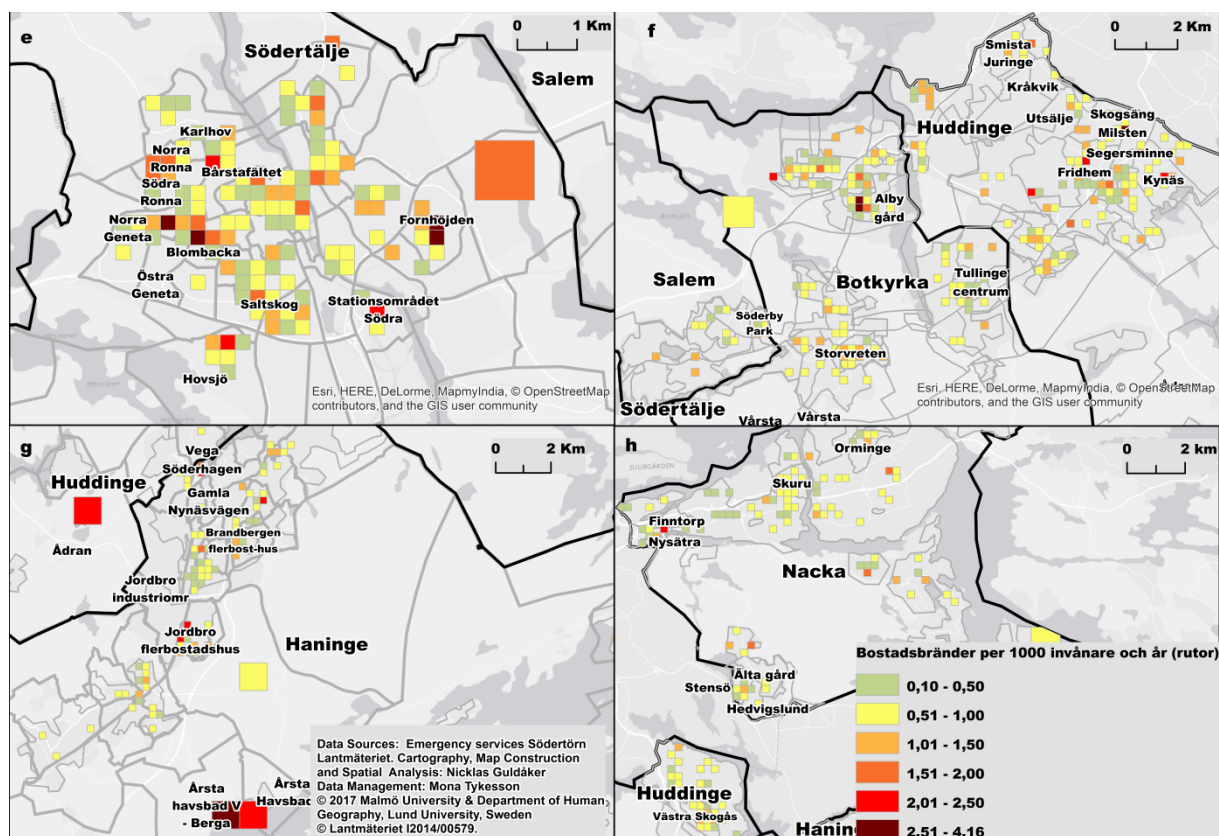 e
1 Km
0
Södertälje
Salem
Karlhov
Norra
Ronna
Bårstafältet
Södra
Ronna
Norra
Geneta
Blombacka
Fornhöjden
Östra
Geneta
Saltskog
Stationsområdet
Södra
Hovsjö
Esri, HERE, DeLorme, MapmyIndia, © OpenStreetMap
contributors, and the GIS user community
f
2 Km
0
Smista
Juringe
Kråkvik
Huddinge
Utsälje
Skogsäng
Milsten
Segersminne
Fridhem
Kynäs
Alby
gård
Salem
Botkyrka
Tullinge
centrum
Söderby
Park
Storvreten
Södertälje
Vårsta
Vårsta
Esri, HERE, DeLorme, MapmyIndia, © OpenStreetMap
contributors, and the GIS user community
g
2 Km
0
Vega
Söderhagen
Huddinge
Gamla
Nynäsvägen
Brandbergen
flerbost-hus
Ådran
Jordbro
industriomr
Jordbro
flerbostadshus
Haninge
Årsta
havsbad V
- Berga
Årsta
Havsbad
Data Sources: Emergency services Södertörn
Lantmäteriet. Cartography, Map Construction
and Spatial Analysis: Nicklas Guldåker
Data Management: Mona Tykesson
© 2017 Malmö University & Department of Human
Geography, Lund University, Sweden
© Lantmäteriet I2014/00579.
h
2 Km
0
DJURGÅRDEN
Orminge
Skuru
Finntorp
Nysätra
Nacka
Älta gård
Stensö
Hedvigslund
Huddinge
Västra Skogås
Haning
Bostadsbränder per 1000 invånare och år (rutor)
0,10 - 0,50
0,51 - 1,00
1,01 - 1,50
1,51 - 2,00
2,01 - 2,50
2,51 - 4,16